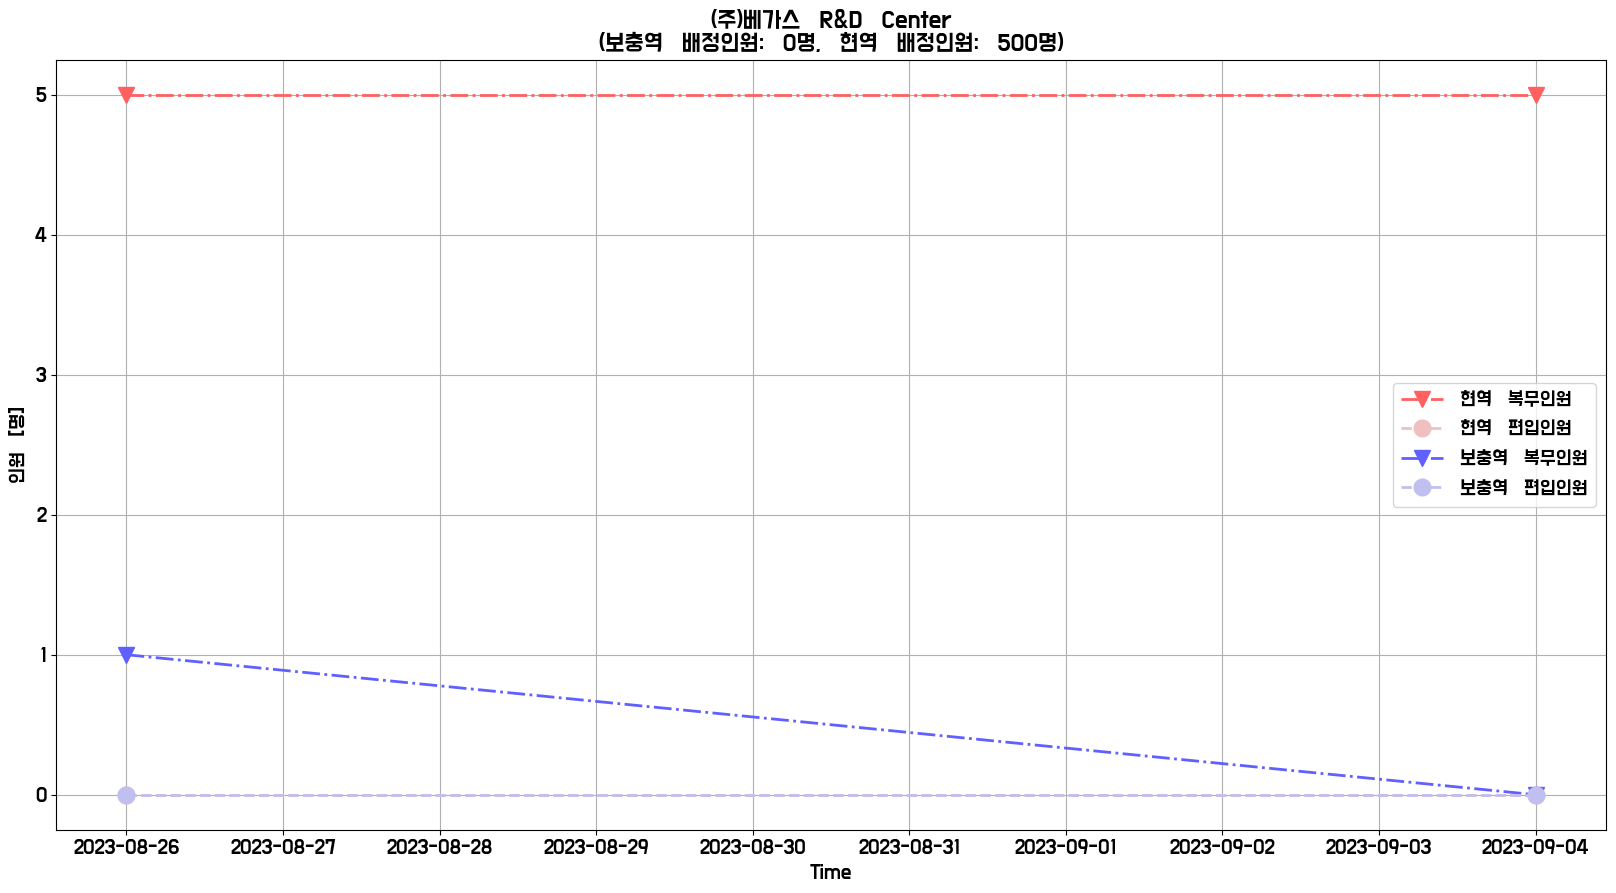 (주)베가스 R&D Center
(보충역 배정인원: 0명, 현역 배정인원: 500명)
5
4
3
2
1
0
인원 [명]
현역 복무인원
현역 편입인원
보충역 복무인원
보충역 편입인원
2023-08-26 2023-08-27 2023-08-28 2023-08-29 2023-08-30 2023-08-31 2023-09-01 2023-09-02 2023-09-03 2023-09-04
Time